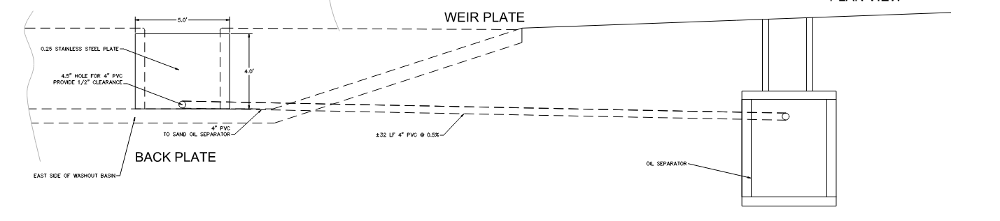 PLAN VIEW
WEIR PLATE
5.0'
0.25 STAINLESS STEEL PLATE
4.0'
4.5" HOLE FOR 4" PVC
PROVIDE 1/2" CLEARANCE
4" PVC
TO SAND OIL SEPARATOR
±32 LF 4" PVC @ 0.5%
BACK PLATE
OIL SEPARATOR
EAST SIDE OF WASHOUT BASIN